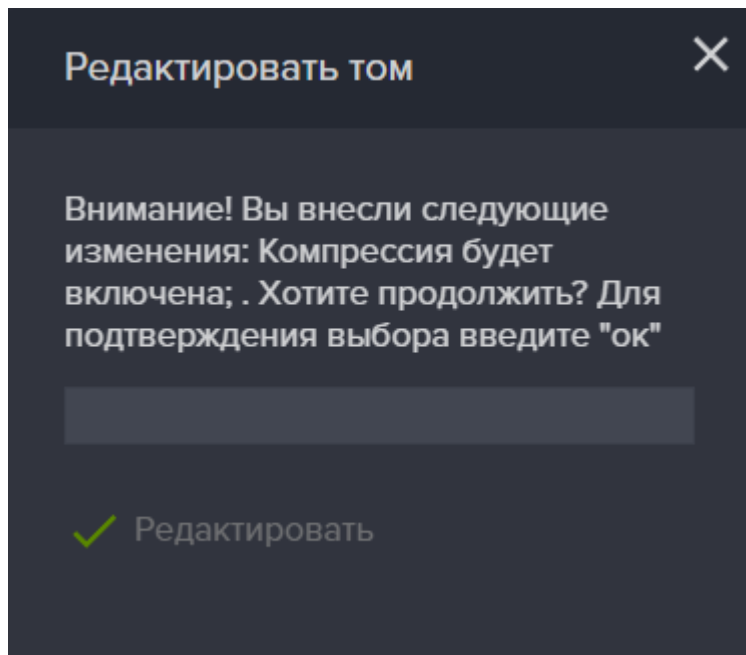 Редактировать том
Внимание! Вы внесли следующие
изменения: Компрессия будет
включена; . Хотите продолжить? Для
подтверждения выбора введите "ок"
Редактировать